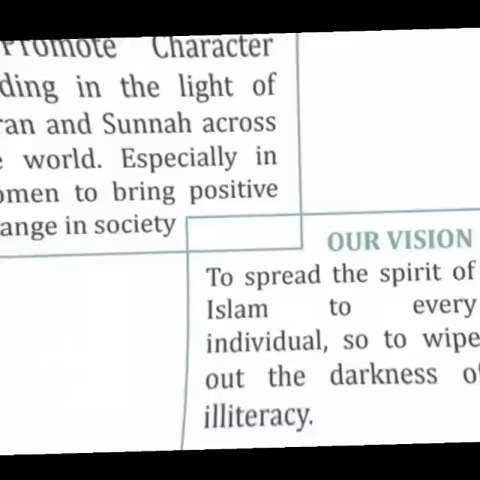 Promote Character
ding in the light of
ran and Sunnah across
world. Especially in
omen to bring positive
ange in society
OUR VISION
To spread the spirit of
Islam to every
individual, so to wipe
out the darkness of
illiteracy.